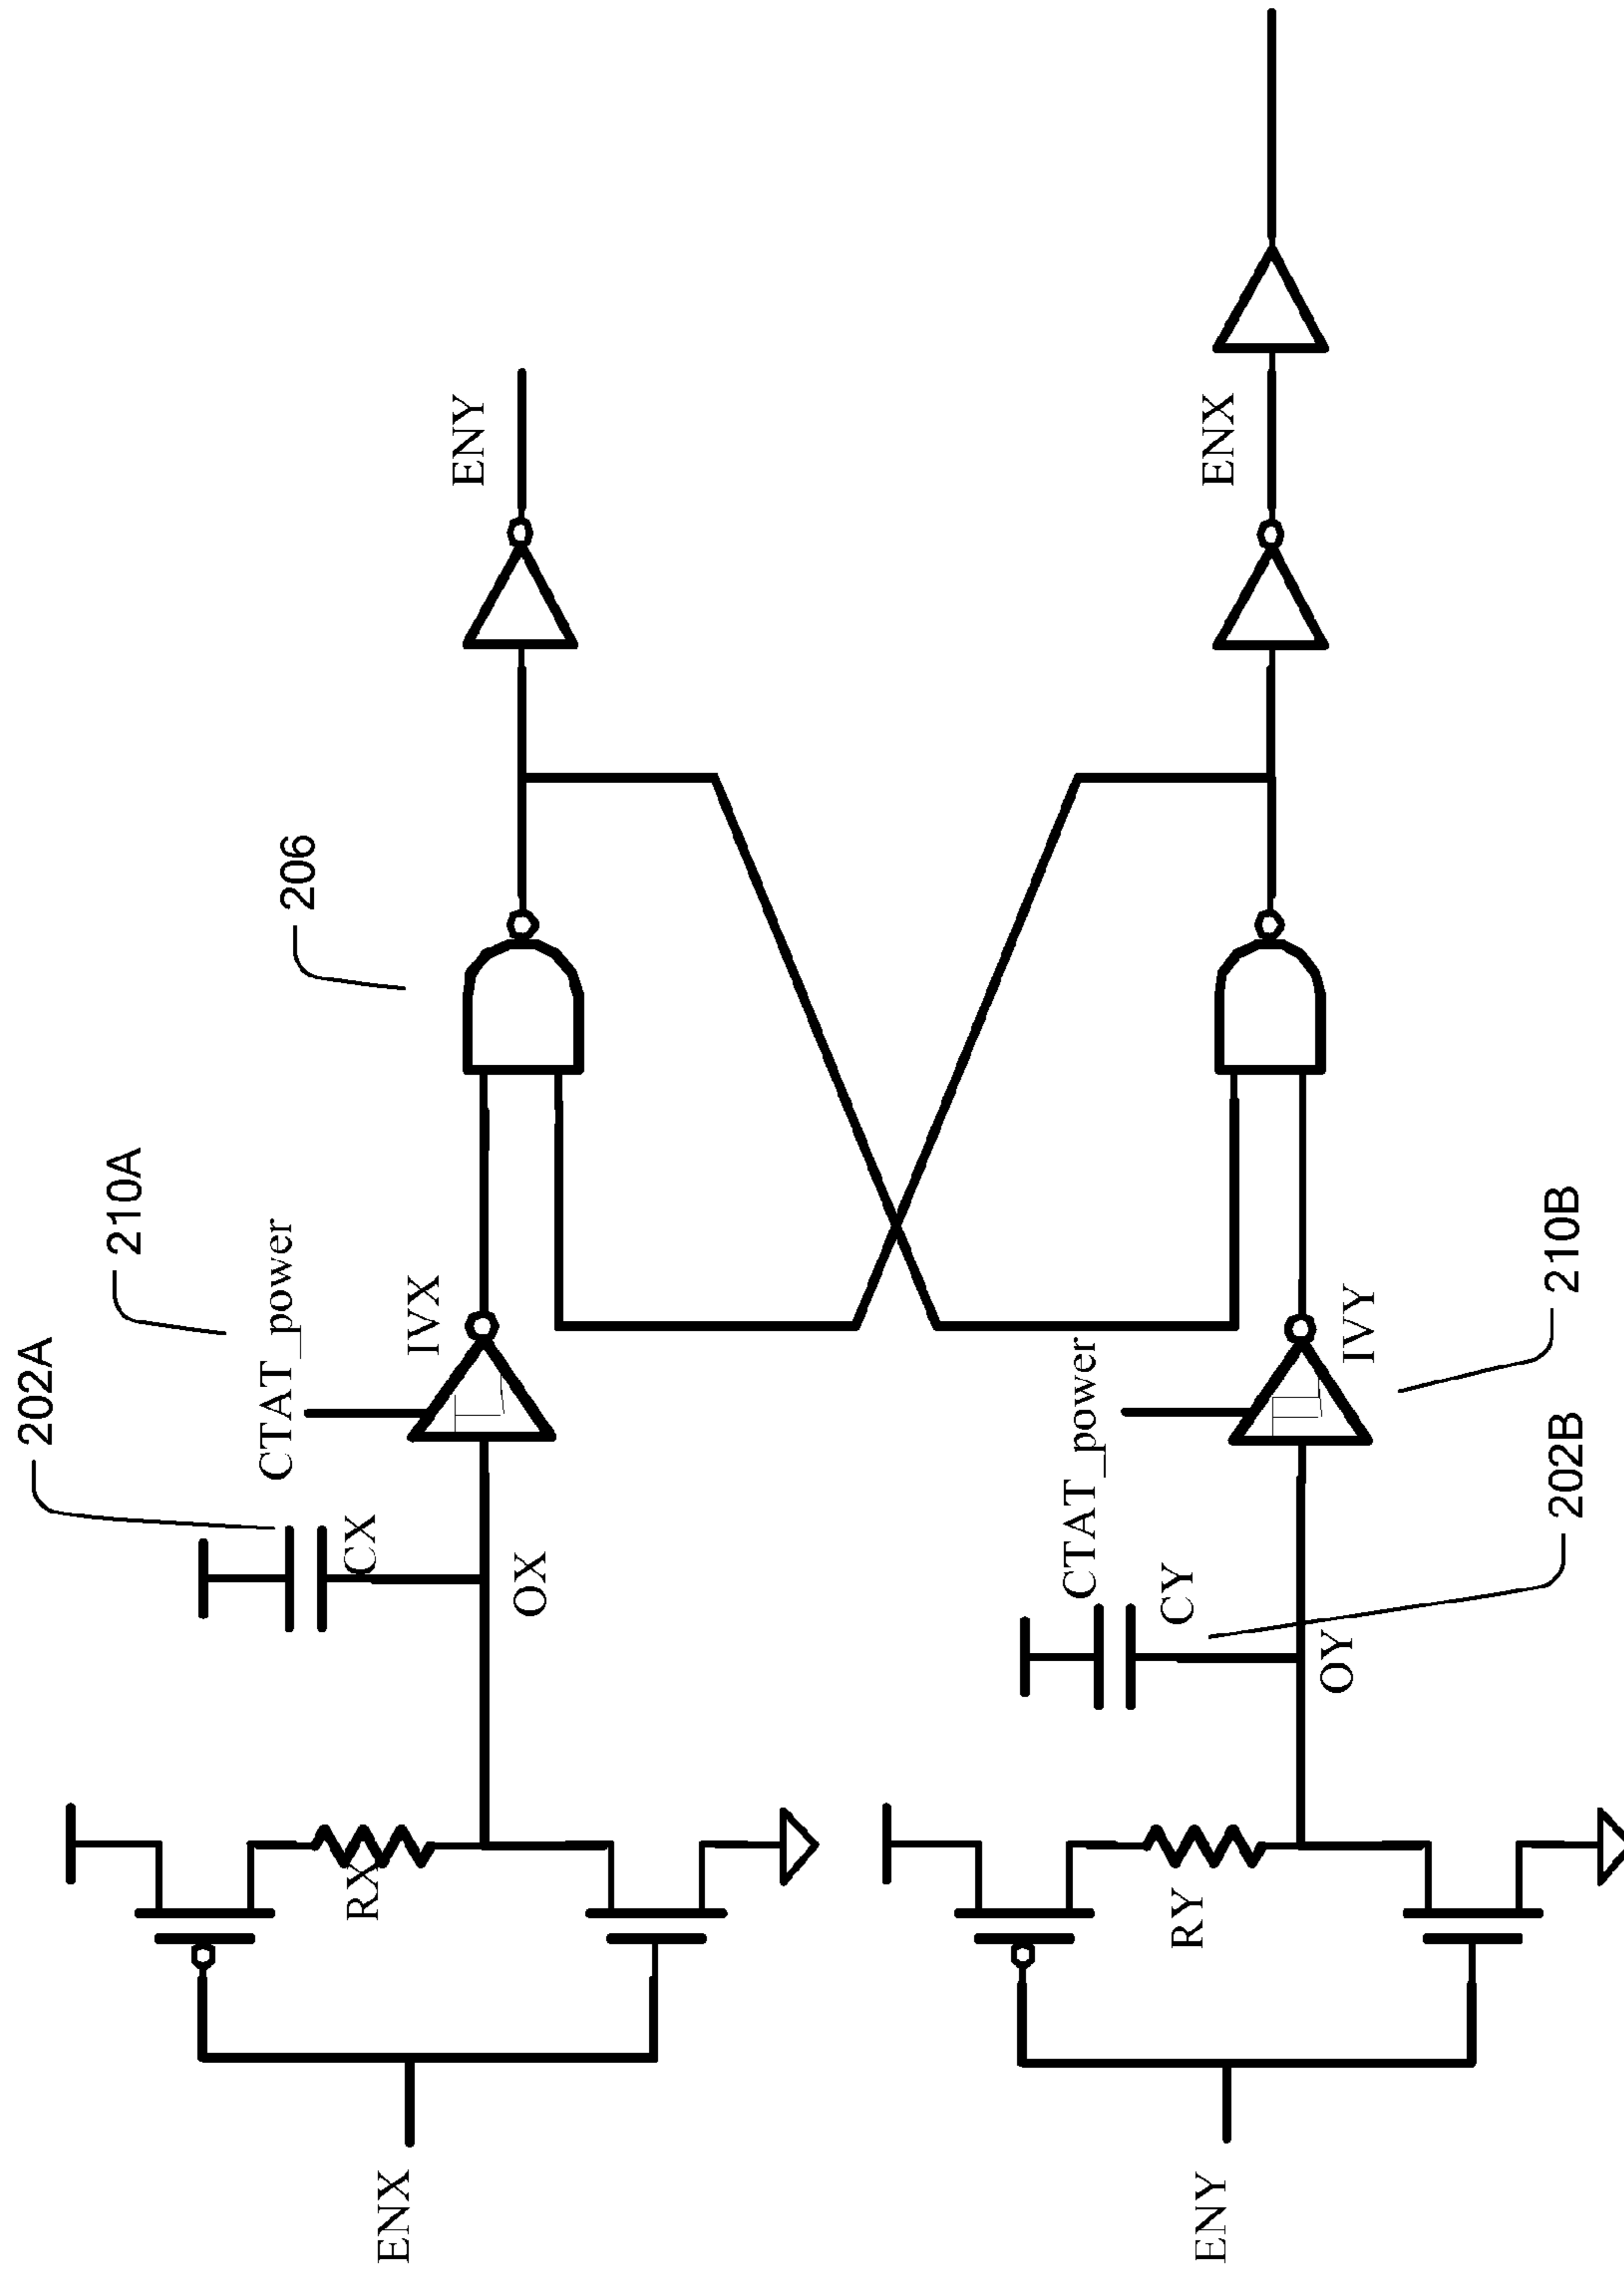 202A
210A
206
CTAT_power
CX
IVX
ENY
RX
OX
ENX
CTAT_power
CY
ENX
RY
OY
IVY
ENY
202B
210B